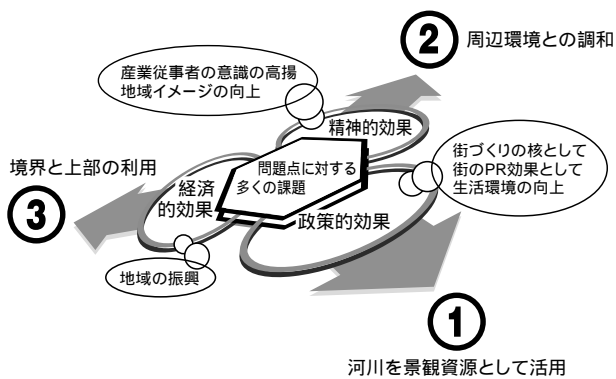 ②
周辺環境との調和
産業従事者の意識の高揚
地域イメージの向上
精神的効果
街づくりの核として
街のPR効果として
生活環境の向上
境界と上部の利用
③
経済
的効果
問題点に対する
多くの課題
政策的効果
地域の振興
①
河川を景観資源として活用